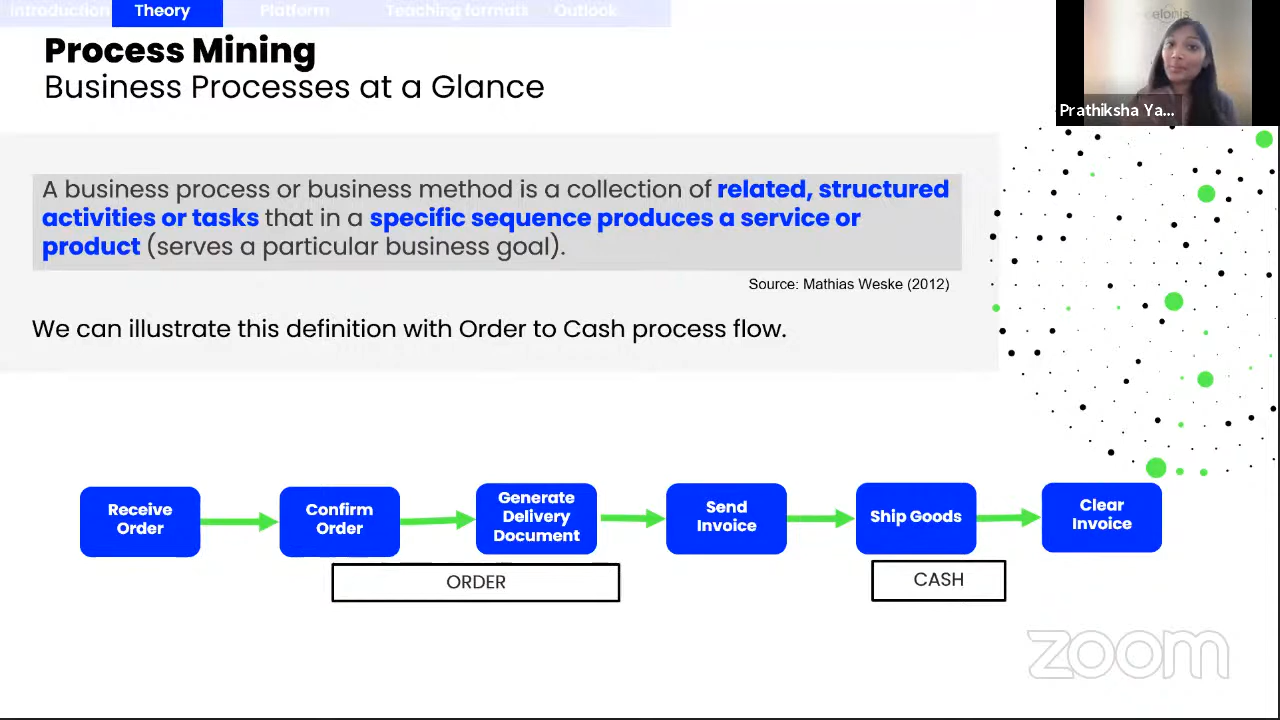 Introduction Theory Platform Teaching formats Outlook
Process Mining
Business Processes at a Glance
celonis
Prathiksha Ya...
A business process or business method is a collection of related, structured
activities or tasks that in a specific sequence produces a service or
product (serves a particular business goal).
Source: Mathias Weske (2012)
We can illustrate this definition with Order to Cash process flow.
Receive
Order
Confirm
Order
Generate
Delivery
Document
Send
Invoice
Ship Goods
Clear
Invoice
ORDER
CASH
zoom